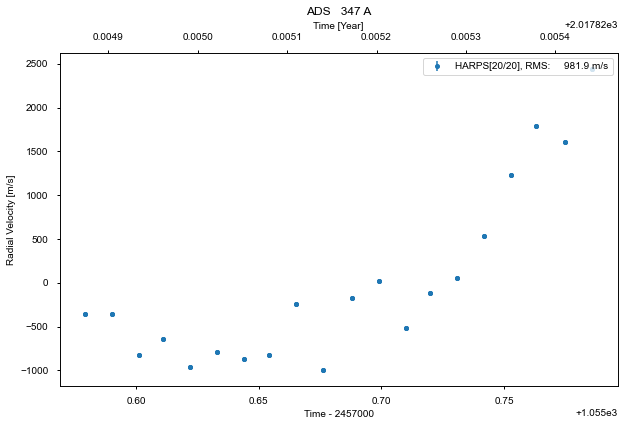 ADS 347 A
Time [Year]
+2.01782e3
0.0049 0.0050 0.0051 0.0052 0.0053 0.0054
HARPS[20/20], RMS: 981.9 m/s
2500
2000
1500
1000
500
0
−500
−1000
Radial Velocity [m/s]
0.60 0.65 0.70 0.75
Time - 2457000
+1.055e3